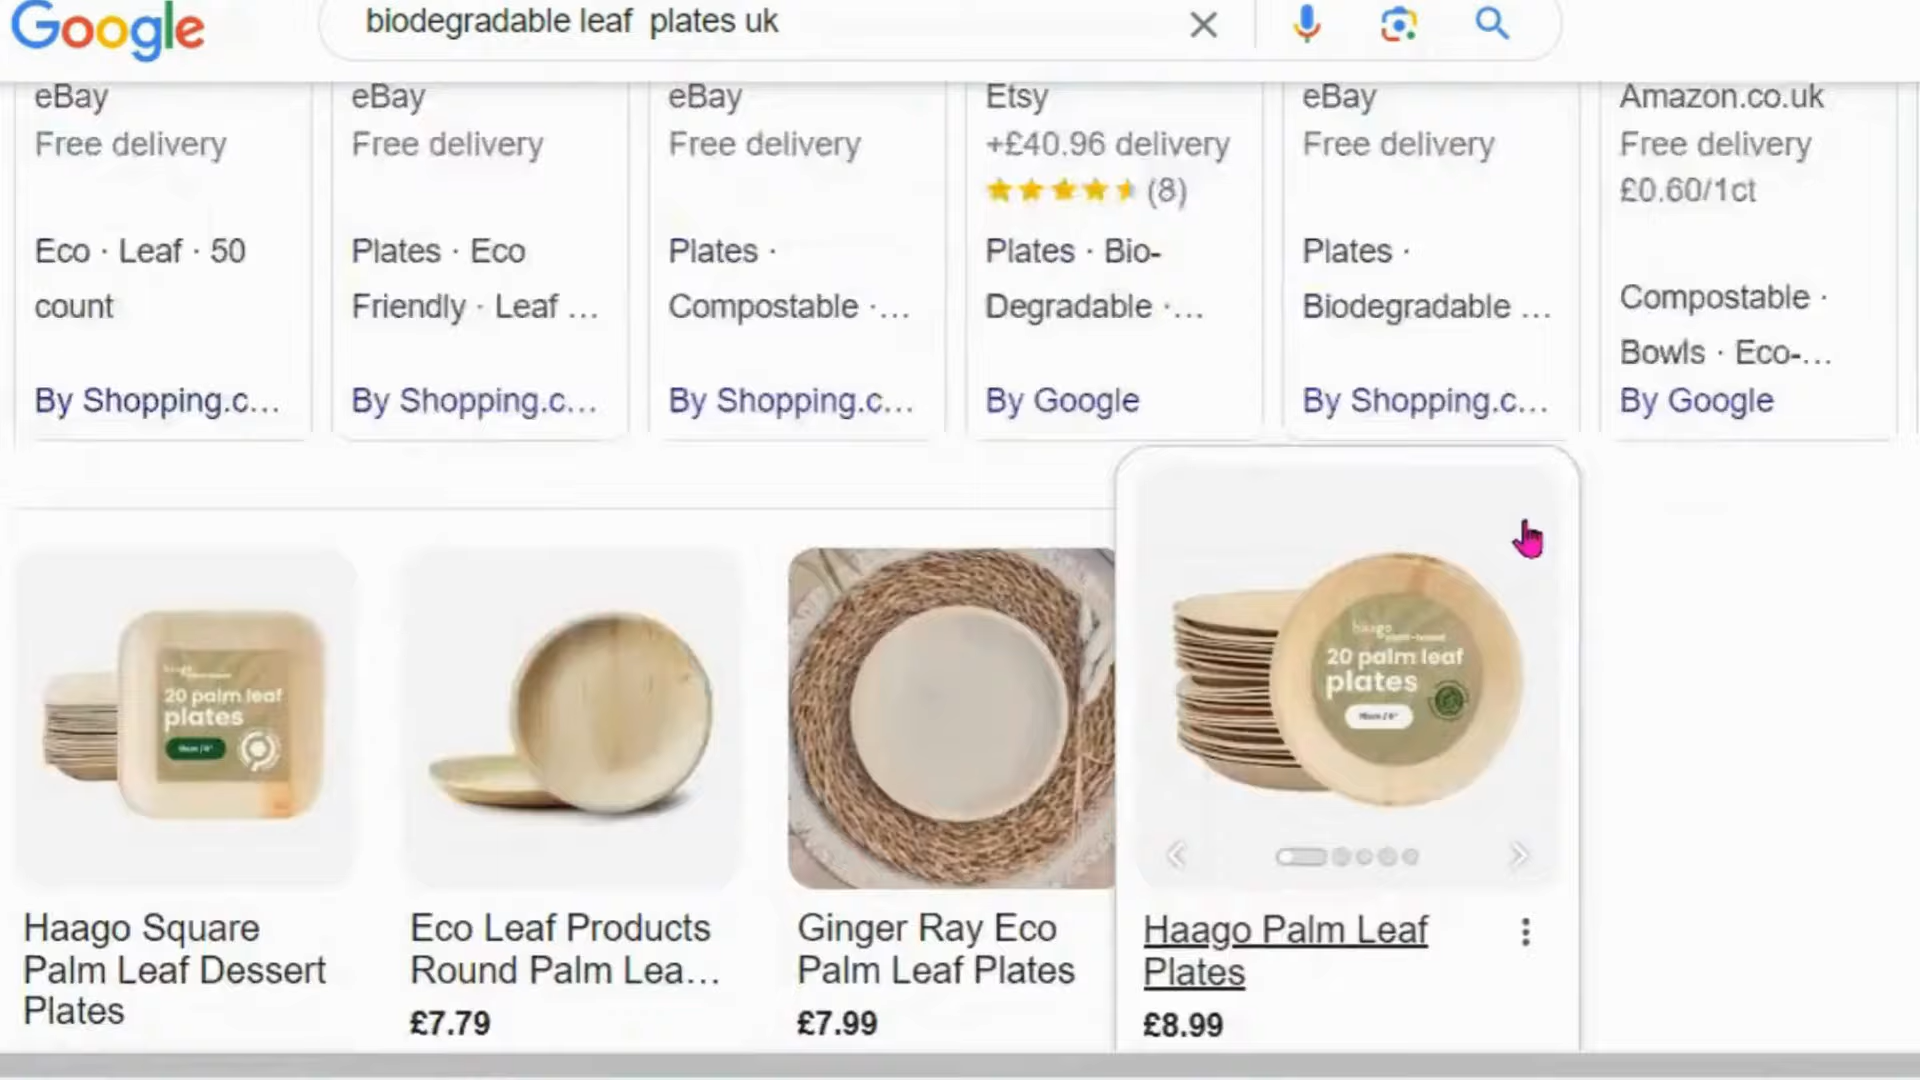 Google
biodegradable leaf  plates uk
eBay
Free delivery
Eco · Leaf · 50
count
By Shopping.c...
eBay
Free delivery
Plates · Eco
Friendly · Leaf ...
By Shopping.c...
eBay
Free delivery
Plates ·
Compostable ·...
By Shopping.c...
Etsy
+£40.96 delivery
(8)
Plates · Bio-
Degradable ·...
By Google
eBay
Free delivery
Plates ·
Biodegradable ...
By Shopping.c...
Amazon.co.uk
Free delivery
£0.60/1ct
Compostable ·
Bowls · Eco-...
By Google
20 palm leaf
plates
Haago Square
Palm Leaf Dessert
Plates
Eco Leaf Products
Round Palm Lea...
£7.79
Ginger Ray Eco
Palm Leaf Plates
£7.99
haago
20 palm leaf
plates
Haago Palm Leaf
Plates
£8.99